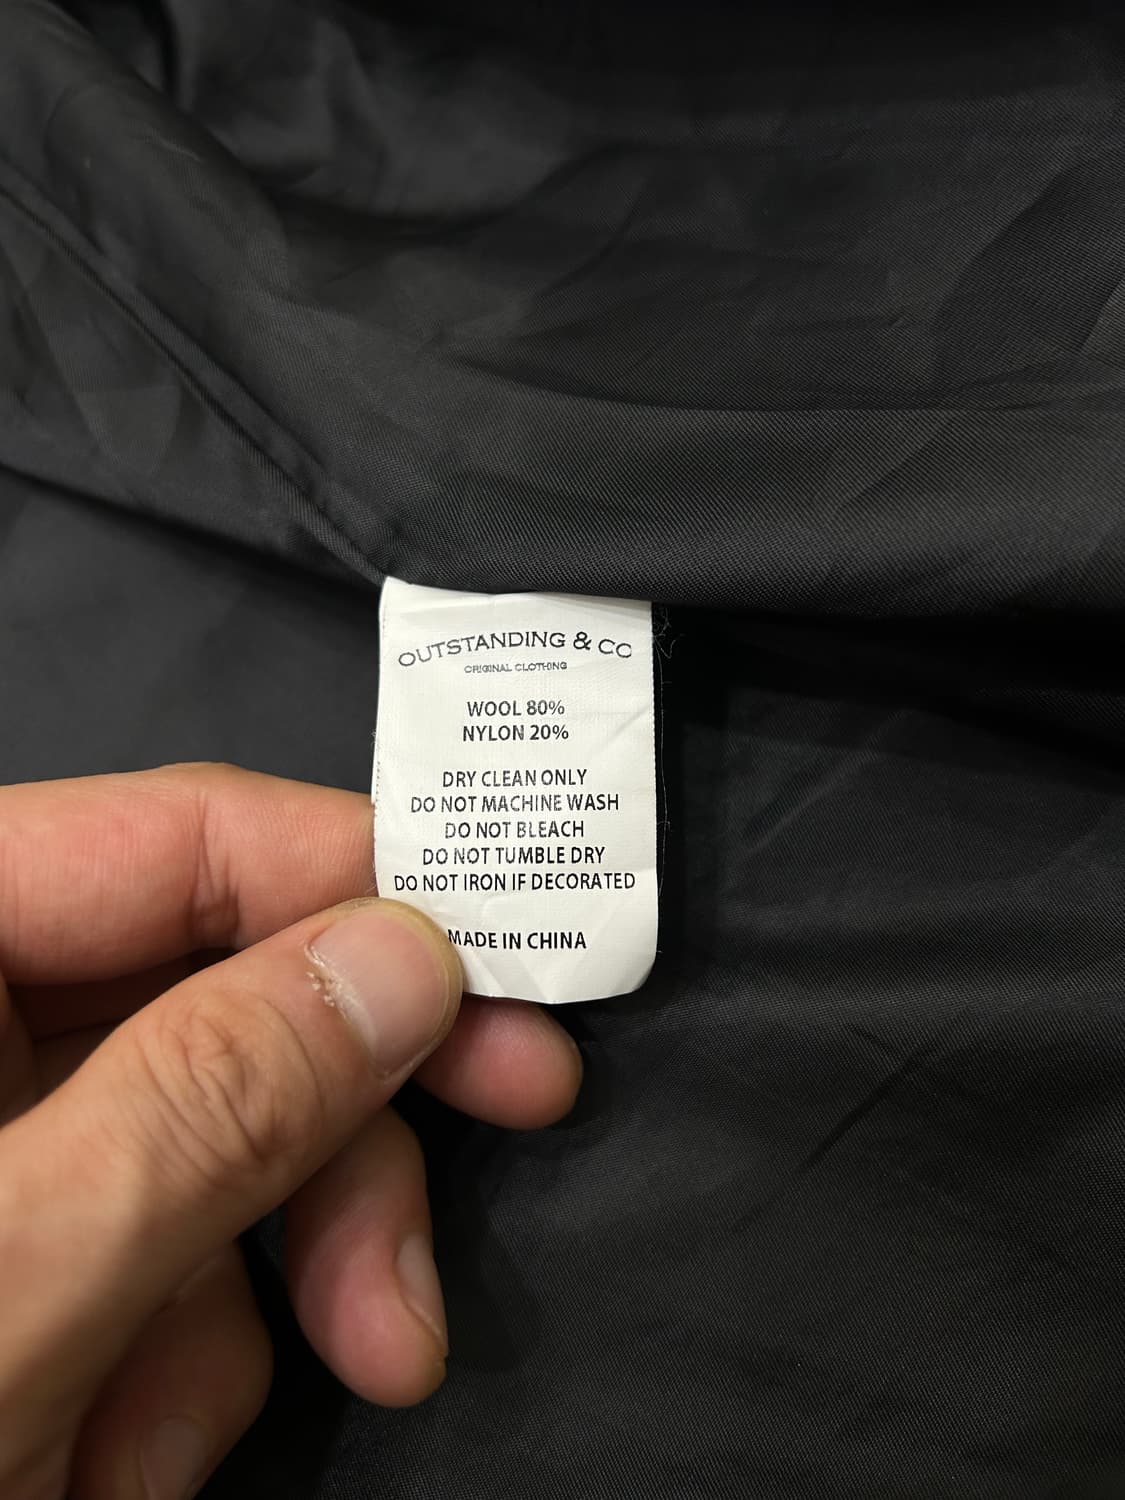 OUTSTANDING & CO
ORIGINAL CLOTHING
WOOL 80%
NYLON 20%
DRY CLEAN ONLY
DO NOT MACHINE WASH
DO NOT BLEACH
DO NOT TUMBLE DRY
DO NOT IRON IF DECORATED
MADE IN CHINA